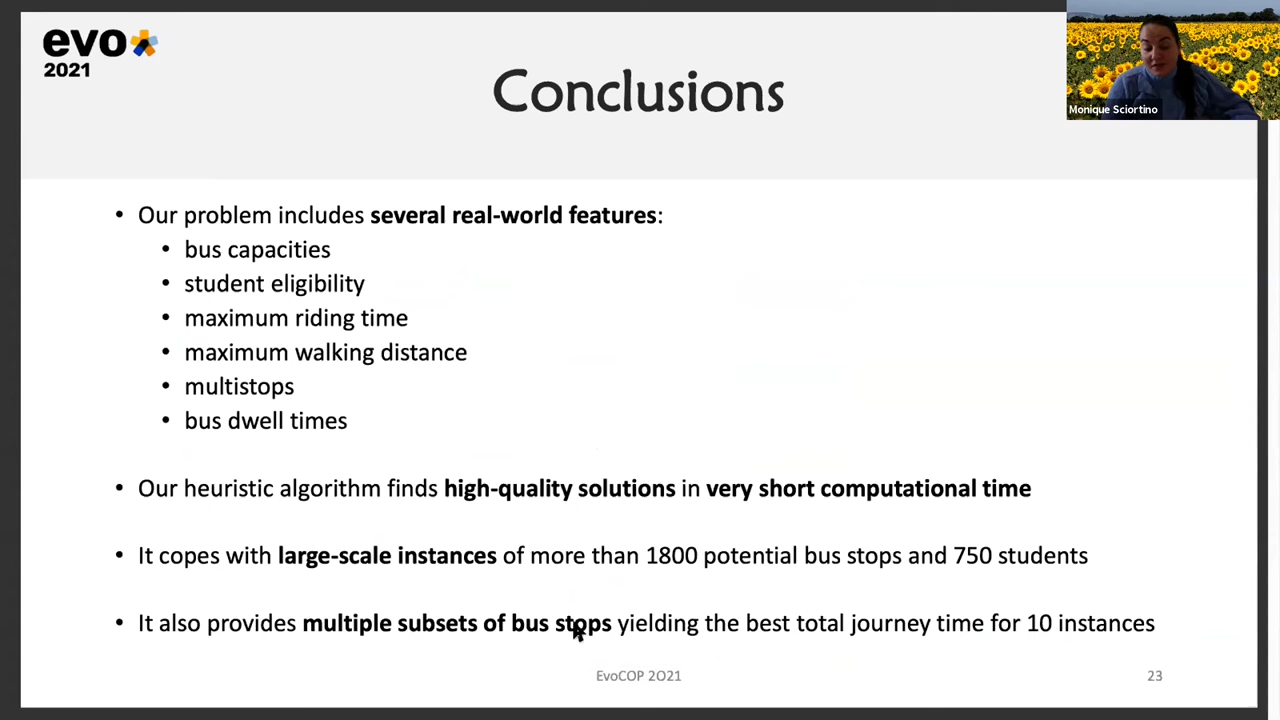 evo*
2021
Conclusions
Monique Sciortino
• Our problem includes several real-world features:
• bus capacities
• student eligibility
• maximum riding time
• maximum walking distance
• multistops
• bus dwell times
• Our heuristic algorithm finds high-quality solutions in very short computational time
• It copes with large-scale instances of more than 1800 potential bus stops and 750 students
• It also provides multiple subsets of bus stops yielding the best total journey time for 10 instances
EvoCOP 2021
23